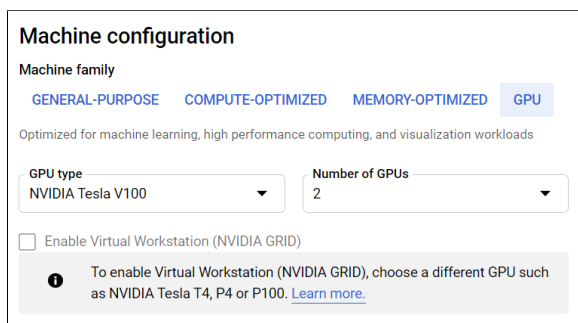 Machine configuration
Machine family
GENERAL-PURPOSE COMPUTE-OPTIMIZED MEMORY-OPTIMIZED GPU
Optimized for machine learning, high performance computing, and visualization workloads
GPU type
NVIDIA Tesla V100
Number of GPUs
2
Enable Virtual Workstation (NVIDIA GRID)
To enable Virtual Workstation (NVIDIA GRID), choose a different GPU such
as NVIDIA Tesla T4, P4 or P100. Learn more.